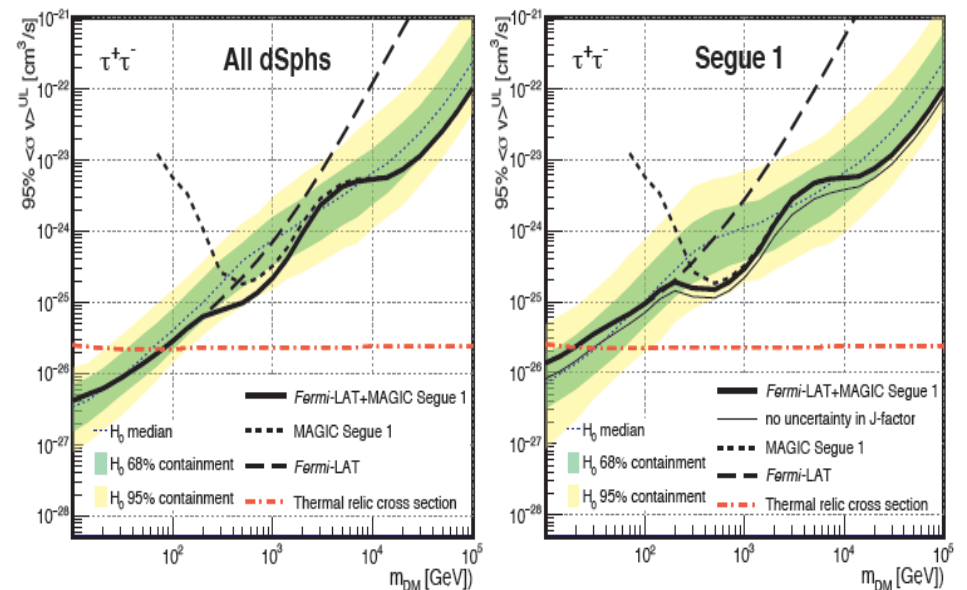 95% <σ v>^UL [cm³/s]
10⁻²¹
10⁻²²
10⁻²³
10⁻²⁴
10⁻²⁵
10⁻²⁶
10⁻²⁷
10⁻²⁸
τ⁺τ⁻
All dSphs
Fermi-LAT+MAGIC Segue 1
H₀ median
MAGIC Segue 1
H₀ 68% containment
Fermi-LAT
H₀ 95% containment
Thermal relic cross section
10²
10³
10⁴
10⁵
m_DM [GeV])
95% <σ v>^UL [cm³/s]
10⁻²¹
10⁻²²
10⁻²³
10⁻²⁴
10⁻²⁵
10⁻²⁶
10⁻²⁷
10⁻²⁸
τ⁺τ⁻
Segue 1
Fermi-LAT+MAGIC Segue 1
no uncertainty in J-factor
H₀ median
MAGIC Segue 1
H₀ 68% containment
Fermi-LAT
H₀ 95% containment
Thermal relic cross section
10²
10³
10⁴
10⁵
m_DM [GeV])